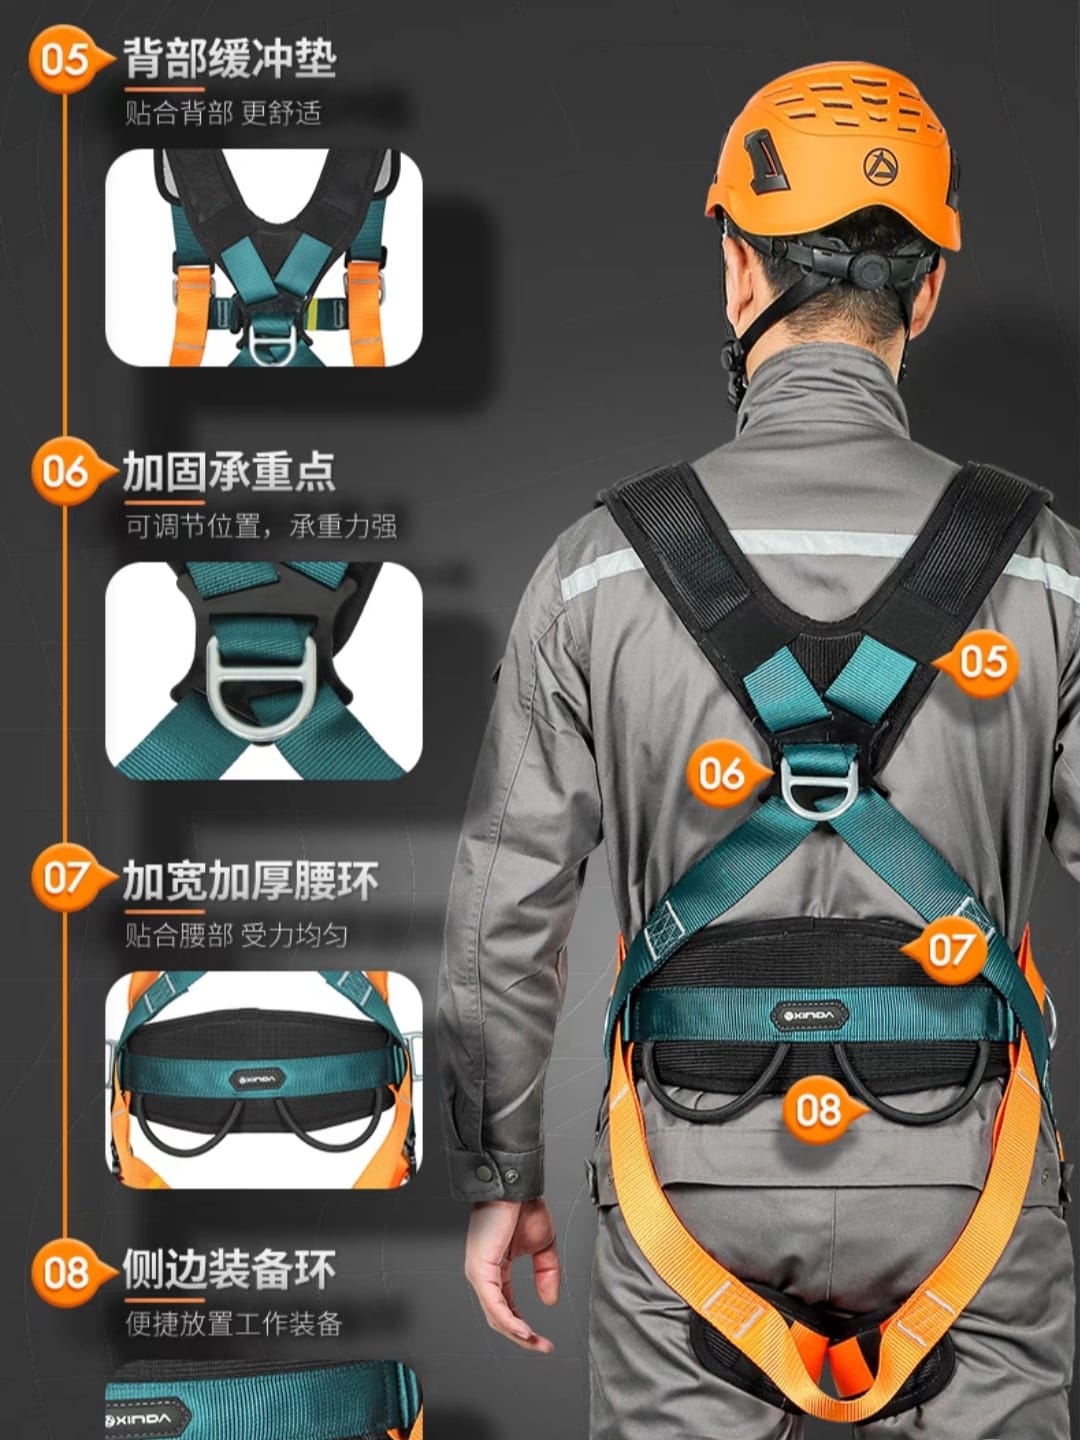 05
背部缓冲垫
贴合背部 更舒适
06
加固承重点
可调节位置，承重力强
07
加宽加厚腰环
贴合腰部 受力均匀
XINDA
08
侧边装备环
便捷放置工作装备
XINDA
05
06
07
XINDA
08